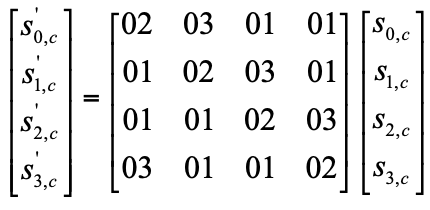 s'0,c 02 03 01 01 s0,c
s'1,c 01 02 03 01 s1,c
=
s'2,c 01 01 02 03 s2,c
s'3,c 03 01 01 02 s3,c